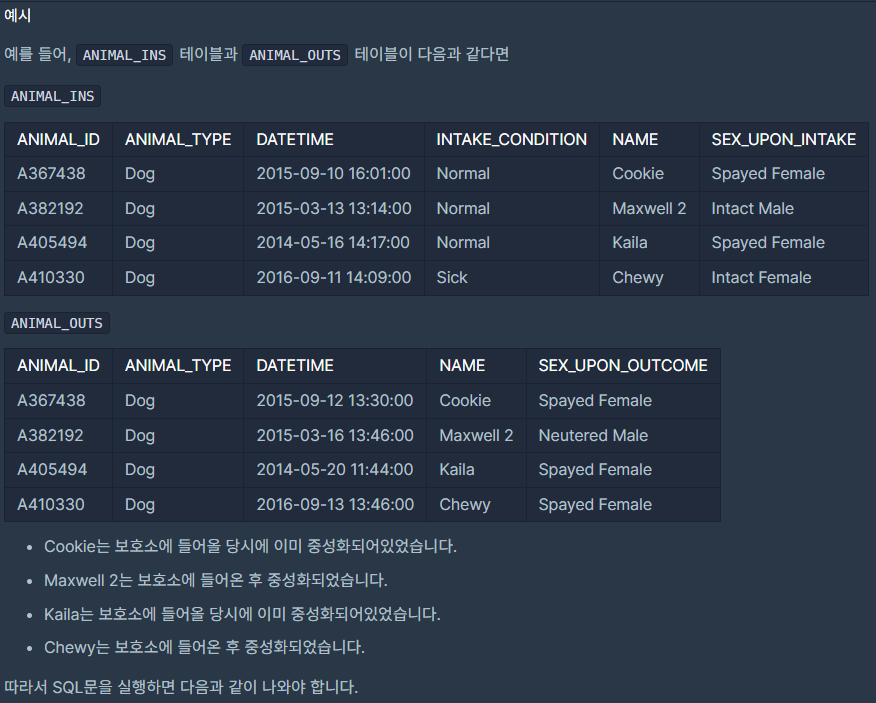 예시
예를 들어, ANIMAL_INS 테이블과 ANIMAL_OUTS 테이블이 다음과 같다면
ANIMAL_INS
ANIMAL_ID ANIMAL_TYPE DATETIME INTAKE_CONDITION NAME SEX_UPON_INTAKE
A367438 Dog 2015-09-10 16:01:00 Normal Cookie Spayed Female
A382192 Dog 2015-03-13 13:14:00 Normal Maxwell 2 Intact Male
A405494 Dog 2014-05-16 14:17:00 Normal Kaila Spayed Female
A410330 Dog 2016-09-11 14:09:00 Sick Chewy Intact Female
ANIMAL_OUTS
ANIMAL_ID ANIMAL_TYPE DATETIME NAME SEX_UPON_OUTCOME
A367438 Dog 2015-09-12 13:30:00 Cookie Spayed Female
A382192 Dog 2015-03-16 13:46:00 Maxwell 2 Neutered Male
A405494 Dog 2014-05-20 11:44:00 Kaila Spayed Female
A410330 Dog 2016-09-13 13:46:00 Chewy Spayed Female
• Cookie는 보호소에 들어올 당시에 이미 중성화되어있었습니다.
• Maxwell 2는 보호소에 들어온 후 중성화되었습니다.
• Kaila는 보호소에 들어올 당시에 이미 중성화되어있었습니다.
• Chewy는 보호소에 들어온 후 중성화되었습니다.
따라서 SQL문을 실행하면 다음과 같이 나와야 합니다.